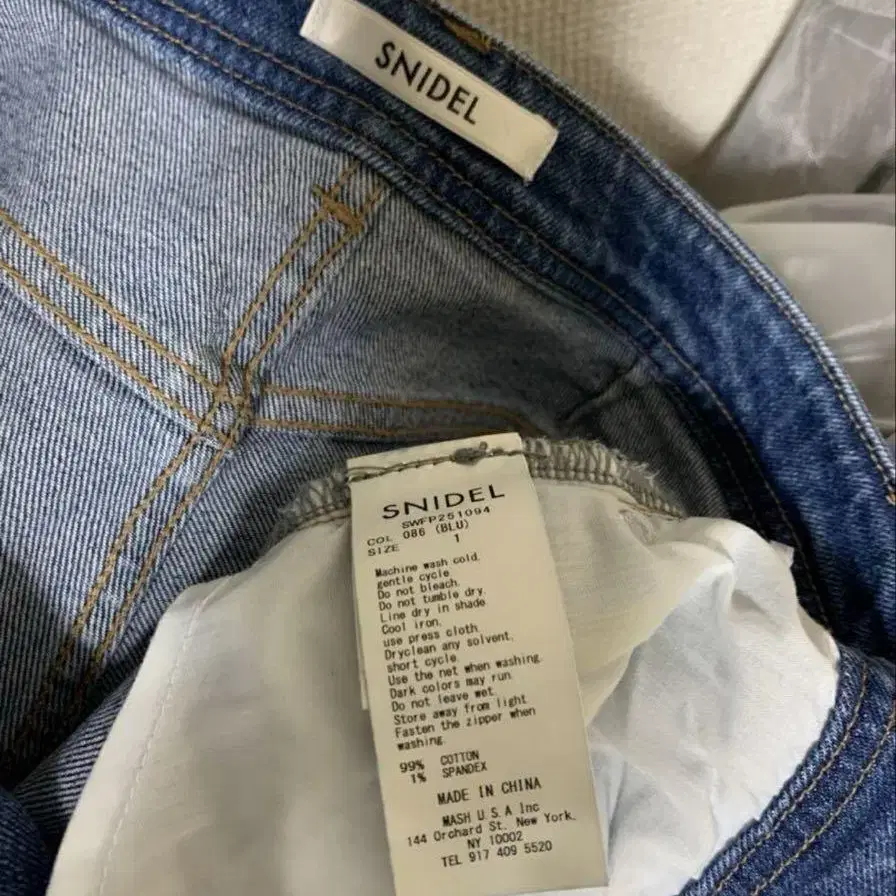 SNIDEL
SNIDEL
SWFP251094
COL 086 (BLU)
SIZE 1
Machine wash cold.
gentle cycle.
Do not bleach.
Do not tumble dry.
Line dry in shade
Cool iron.
use press cloth
Dryclean any solvent.
short cycle.
Use the net when washing.
Dark colors may run.
Do not leave wet.
Store away from light
Fasten the zipper when
washing.
99% COTTON
1% SPANDEX
MADE IN CHINA
MASH U.S.A Inc
144 Orchard St. New York.
NY 10002
TEL 917 409 5520